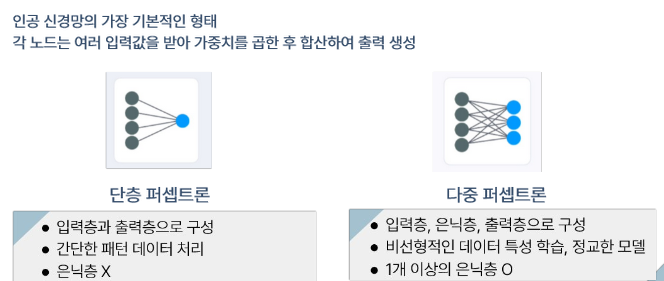 인공 신경망의 가장 기본적인 형태
각 노드는 여러 입력값을 받아 가중치를 곱한 후 합산하여 출력 생성
단층 퍼셉트론
● 입력층과 출력층으로 구성
● 간단한 패턴 데이터 처리
● 은닉층 X
다중 퍼셉트론
● 입력층, 은닉층, 출력층으로 구성
● 비선형적인 데이터 특성 학습, 정교한 모델
● 1개 이상의 은닉층 O